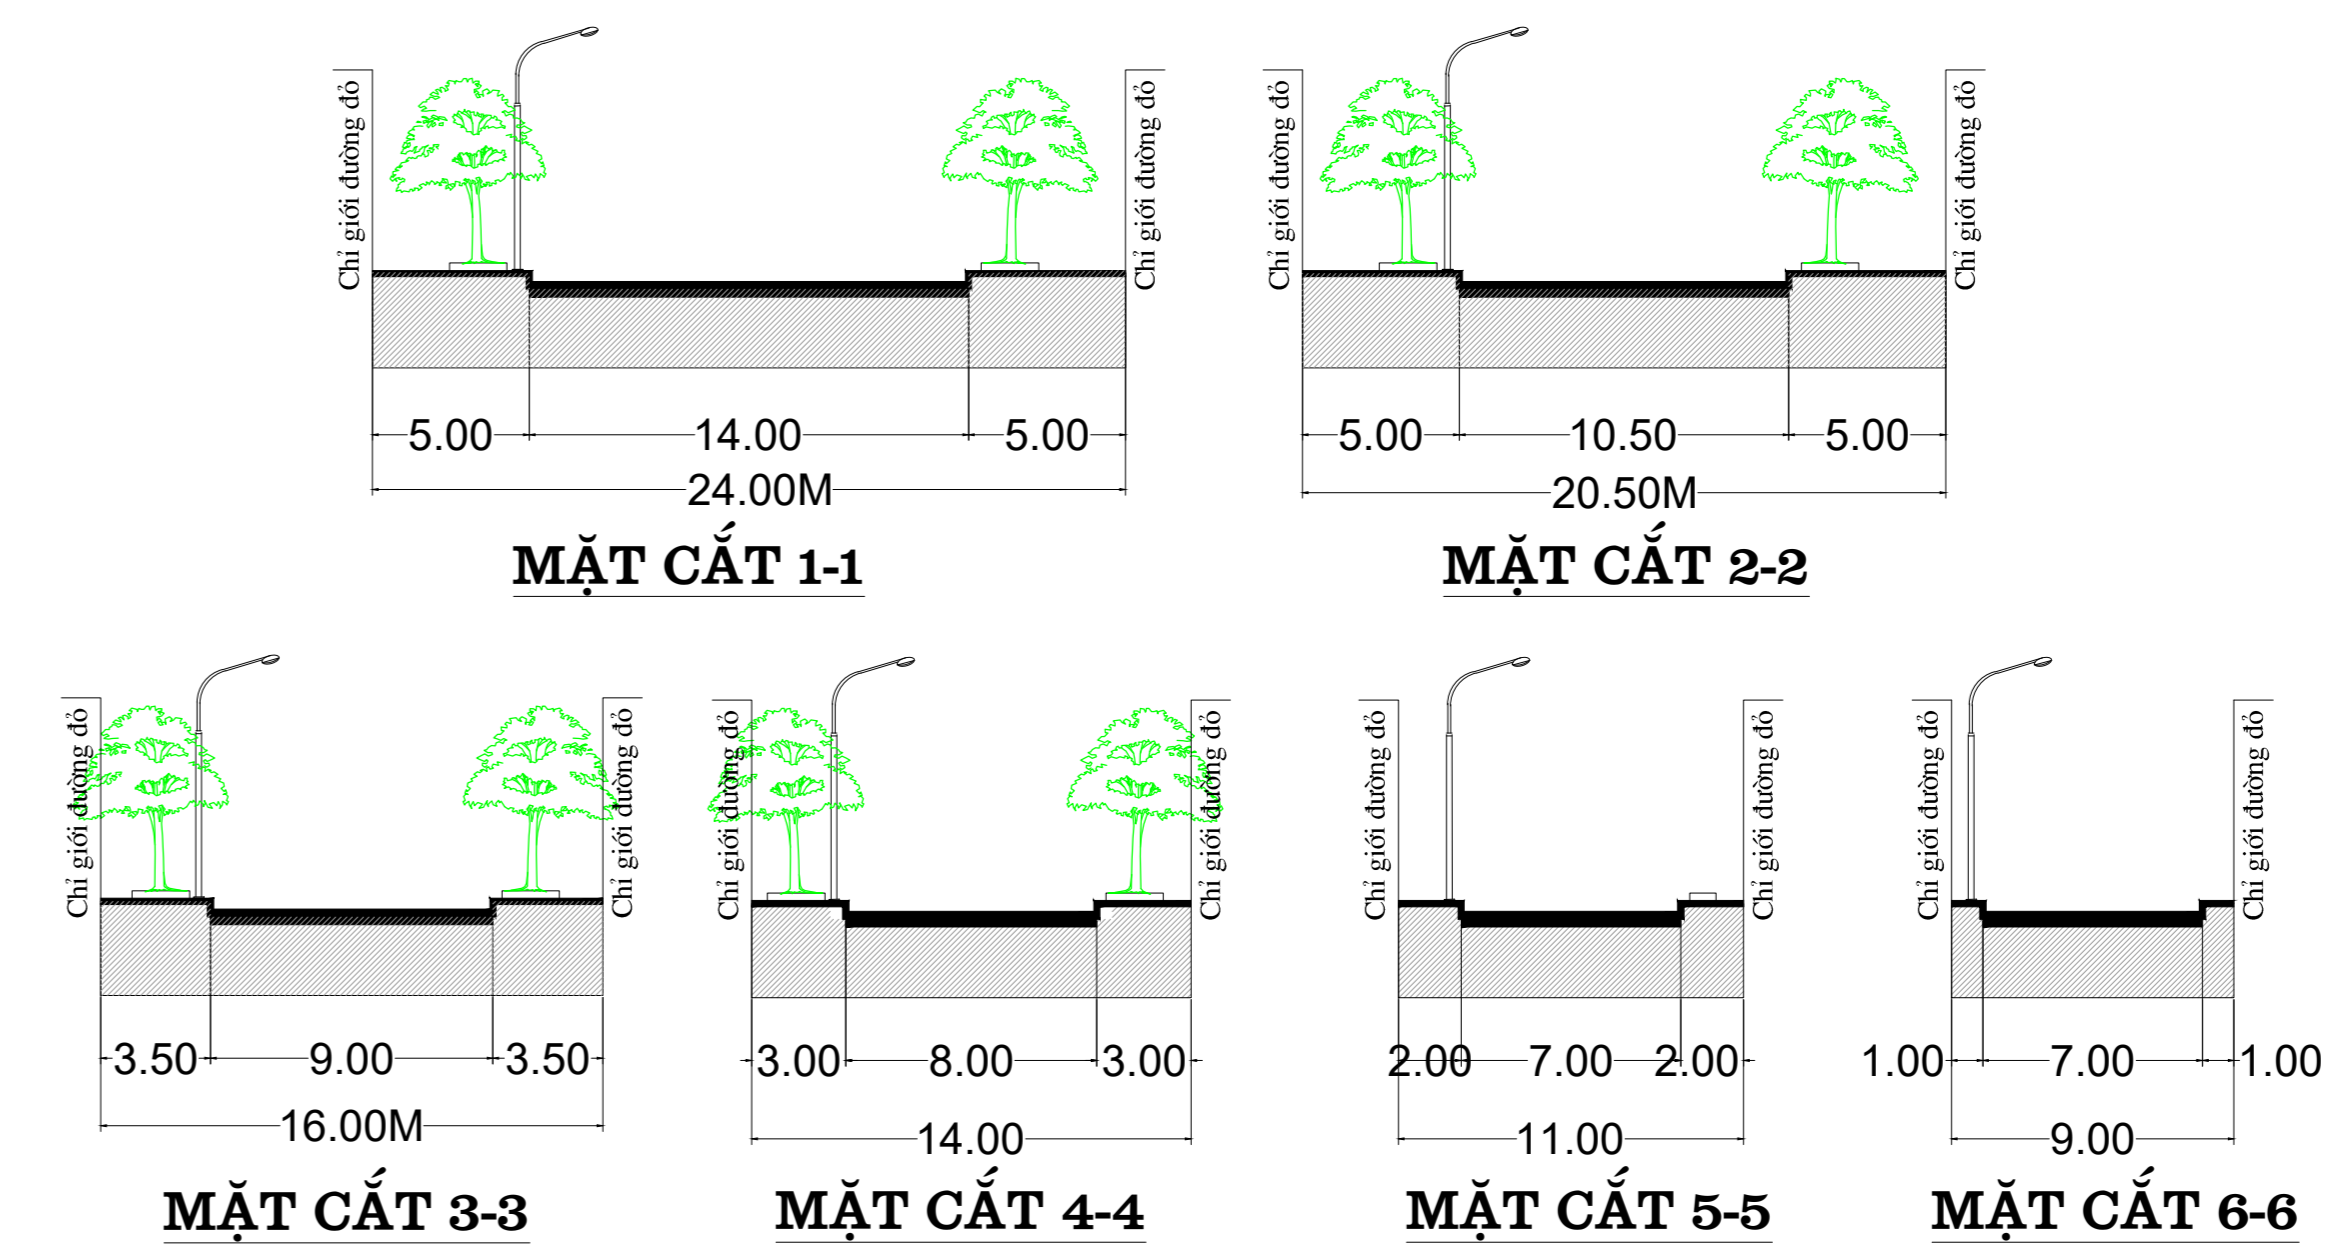 Chỉ giới đường đỏ
Chỉ giới đường đỏ
5.00 14.00 5.00
24.00M
MẶT CẮT 1-1
Chỉ giới đường đỏ
Chỉ giới đường đỏ
5.00 10.50 5.00
20.50M
MẶT CẮT 2-2
Chỉ giới đường đỏ
Chỉ giới đường đỏ
3.50 9.00 3.50
16.00M
MẶT CẮT 3-3
Chỉ giới đường đỏ
Chỉ giới đường đỏ
3.00 8.00 3.00
14.00
MẶT CẮT 4-4
Chỉ giới đường đỏ
Chỉ giới đường đỏ
2.00 7.00 2.00
11.00
MẶT CẮT 5-5
Chỉ giới đường đỏ
Chỉ giới đường đỏ
1.00 7.00 1.00
9.00
MẶT CẮT 6-6